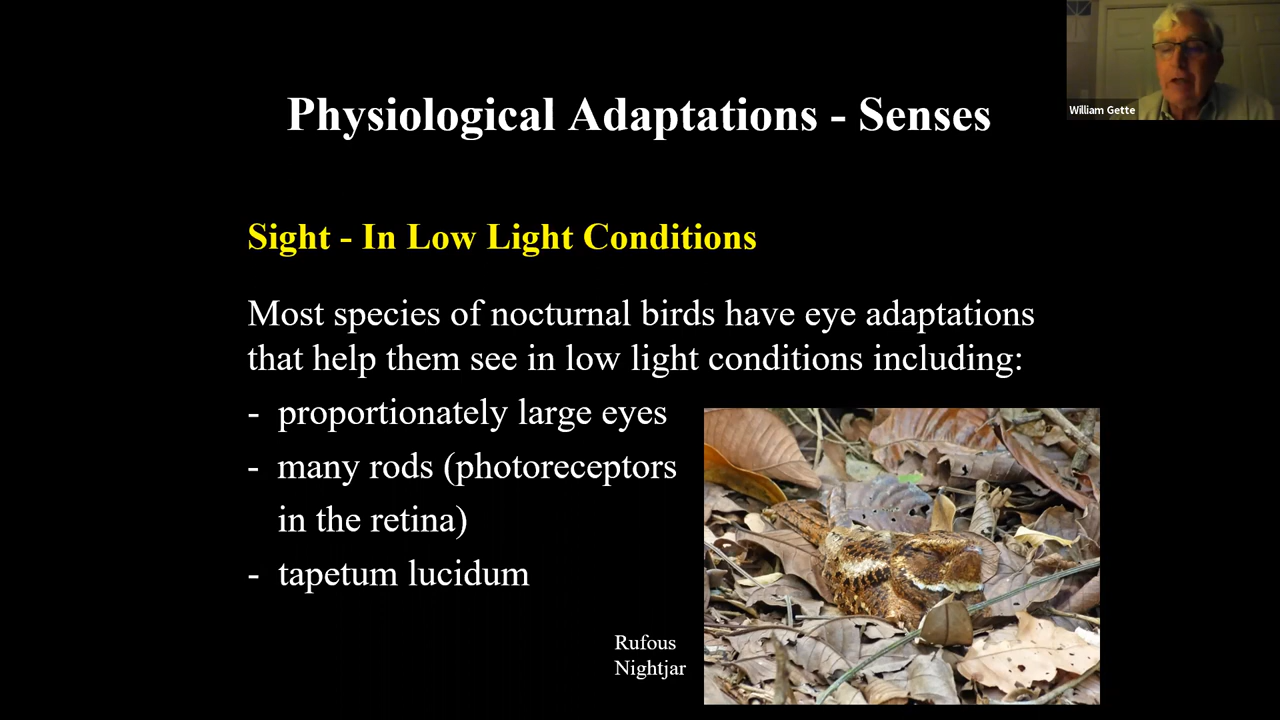 Physiological Adaptations - Senses
William Gette
Sight - In Low Light Conditions
Most species of nocturnal birds have eye adaptations
that help them see in low light conditions including:
- proportionately large eyes
- many rods (photoreceptors
in the retina)
- tapetum lucidum
Rufous
Nightjar